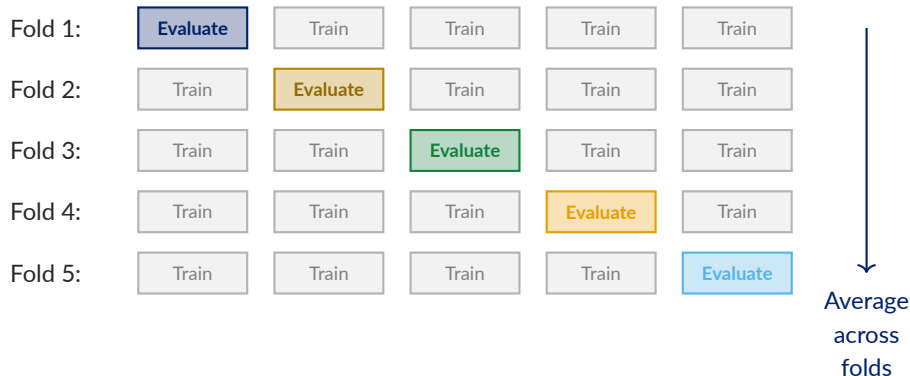 Fold 1: Evaluate Train Train Train Train
Fold 2: Train Evaluate Train Train Train
Fold 3: Train Train Evaluate Train Train
Fold 4: Train Train Train Evaluate Train
Fold 5: Train Train Train Train Evaluate
Average
across
folds